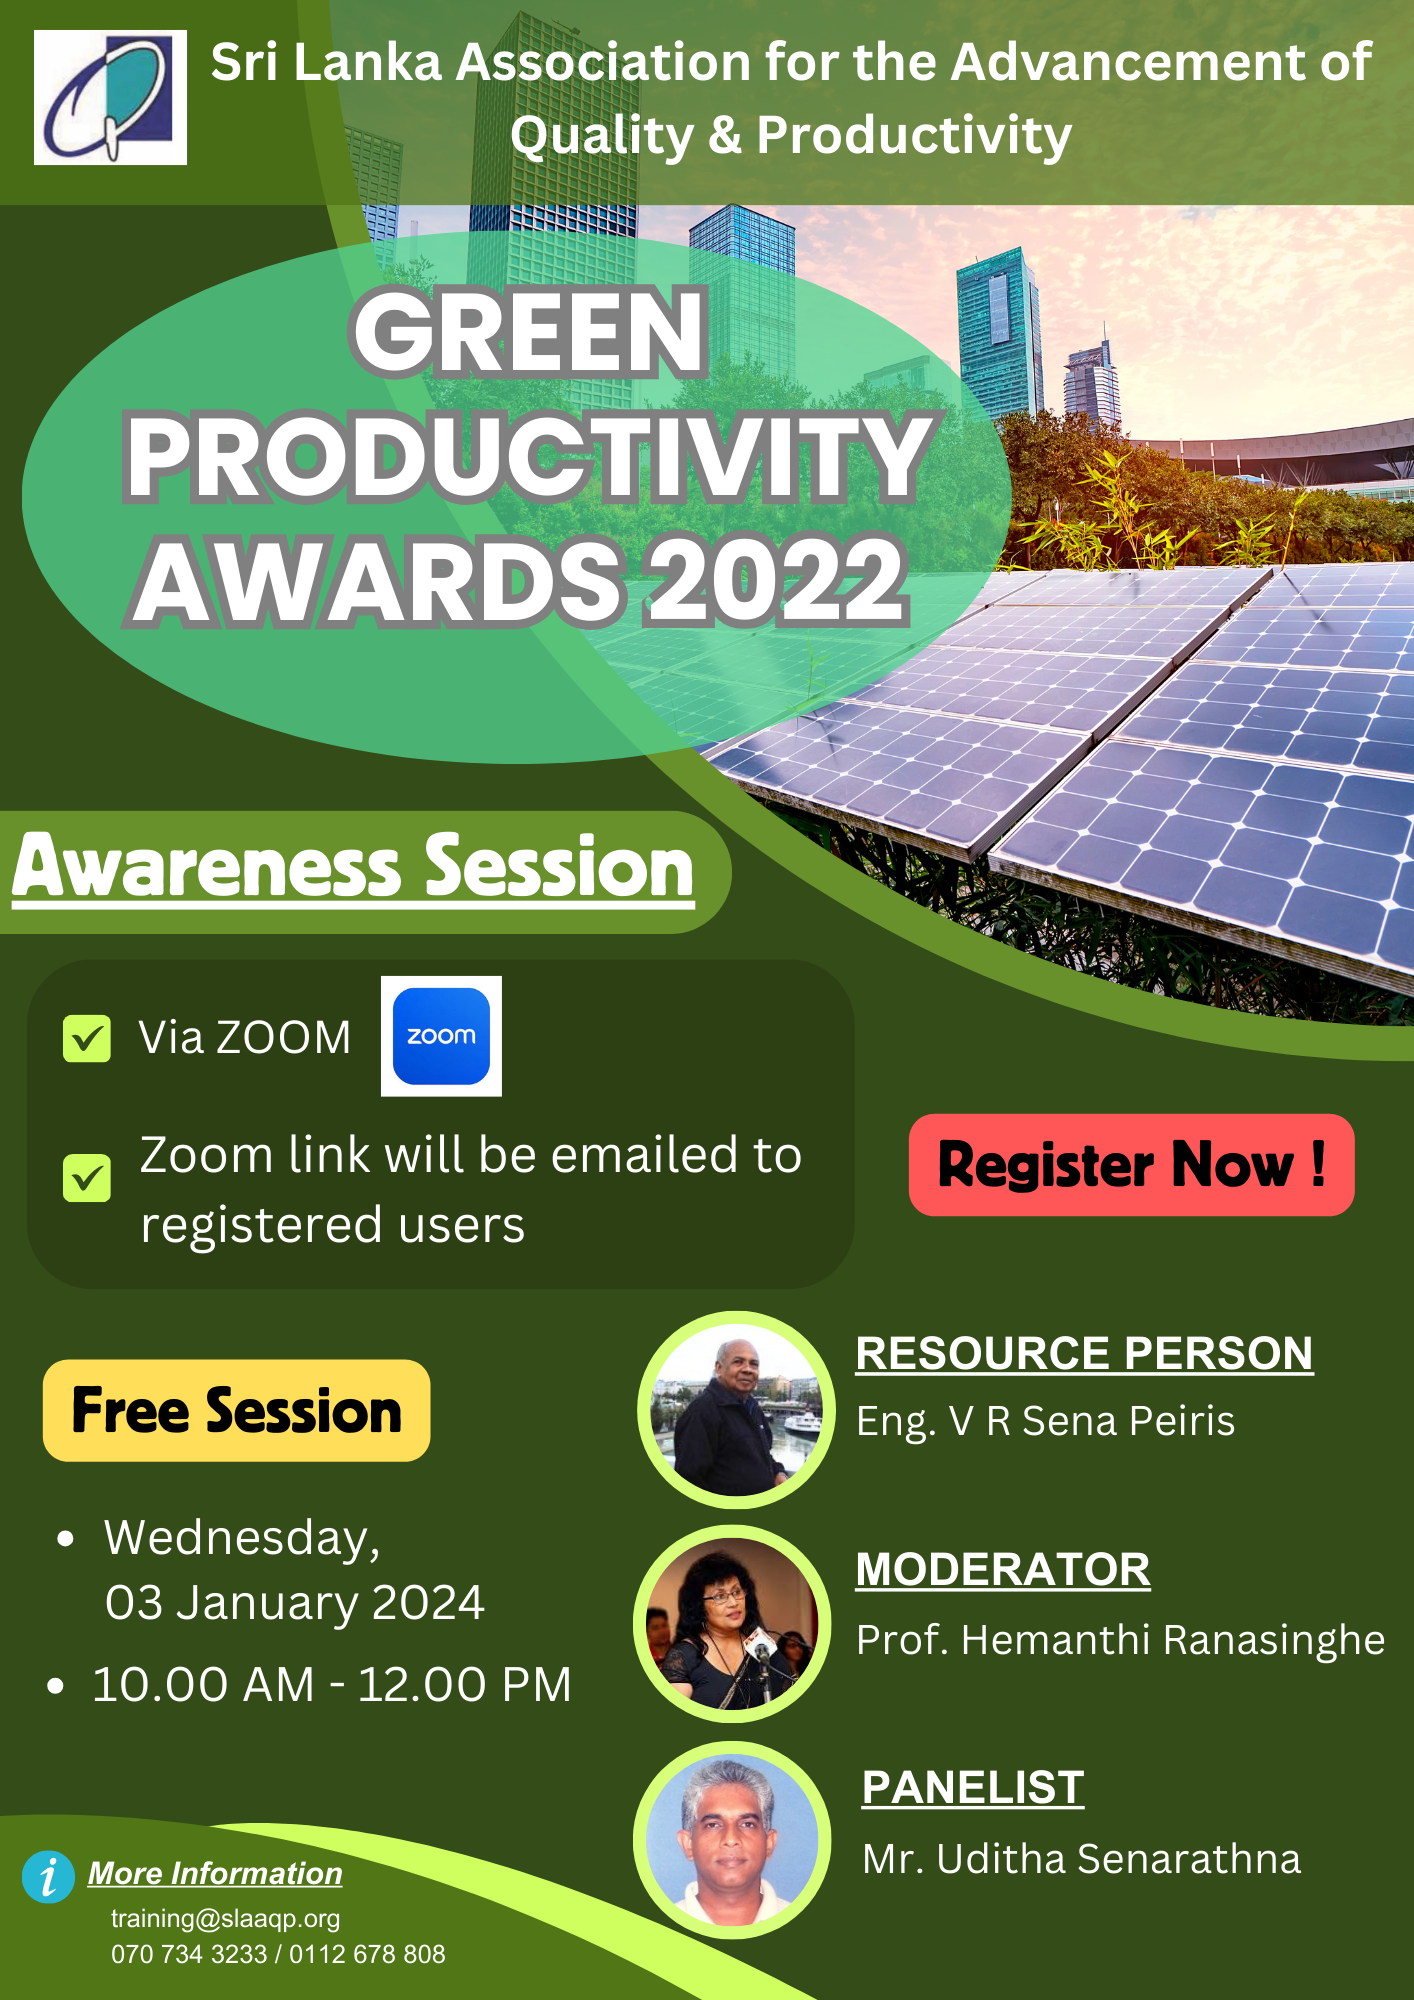 Sri Lanka Association for the Advancement of
Quality & Productivity
GREEN
PRODUCTIVITY
AWARDS 2022
Awareness Session
Via ZOOM
zoom
Zoom link will be emailed to
registered users
Register Now !
Free Session
Wednesday,
03 January 2024
10.00 AM - 12.00 PM
RESOURCE PERSON
Eng. V R Sena Peiris
MODERATOR
Prof. Hemanthi Ranasinghe
PANELIST
Mr. Uditha Senarathna
i More Information
training@slaaqp.org
070 734 3233 / 0112 678 808